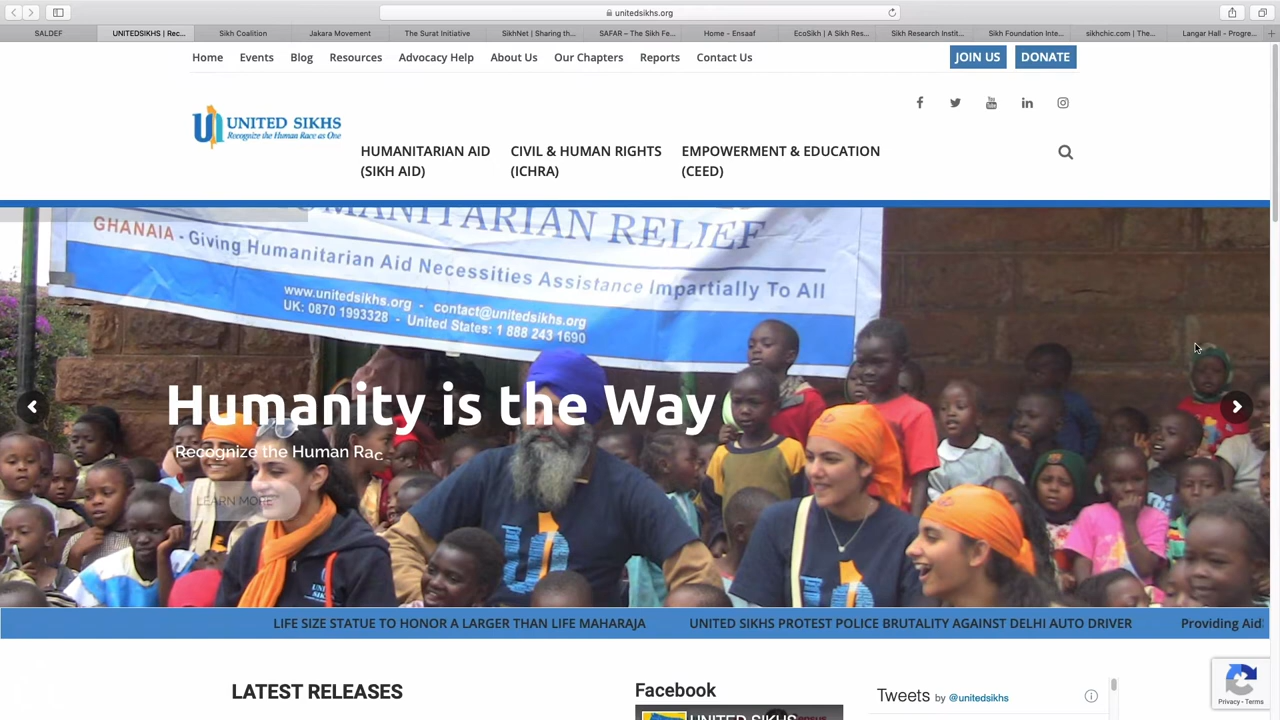 unitedsikhs.org
SALDEF
UNITEDSIKHS | Rec...
Sikh Coalition
Jakara Movement
The Surat Initiative
SikhNet | Sharing th...
SAFAR – The Sikh Fe...
Home - Ensaaf
EcoSikh | A Sikh Res...
Sikh Research Instit...
Sikh Foundation Inte...
sikhchic.com | The...
Langar Hall - Progre...
Home
Events
Blog
Resources
Advocacy Help
About Us
Our Chapters
Reports
Contact Us
JOIN US
DONATE
UNITED SIKHS
Recognize the Human Race as One
HUMANITARIAN AID
(SIKH AID)
CIVIL & HUMAN RIGHTS
(ICHRA)
EMPOWERMENT & EDUCATION
(CEED)
MANITARIAN RELIEF
GHANAIA - Giving Humanitarian Aid Necessities Assistance Impartially To All
www.unitedsikhs.org - contact@unitedsikhs.org
UK: 0870 1993328 - United States: 1 888 243 1690
Humanity is the Way
Recognize the Human Rac
LEARN MORE
LIFE SIZE STATUE TO HONOR A LARGER THAN LIFE MAHARAJA
UNITED SIKHS PROTEST POLICE BRUTALITY AGAINST DELHI AUTO DRIVER
Providing Aid
LATEST RELEASES
Facebook
UNITED SIKHS
Tweets by @unitedsikhs
Privacy - Terms